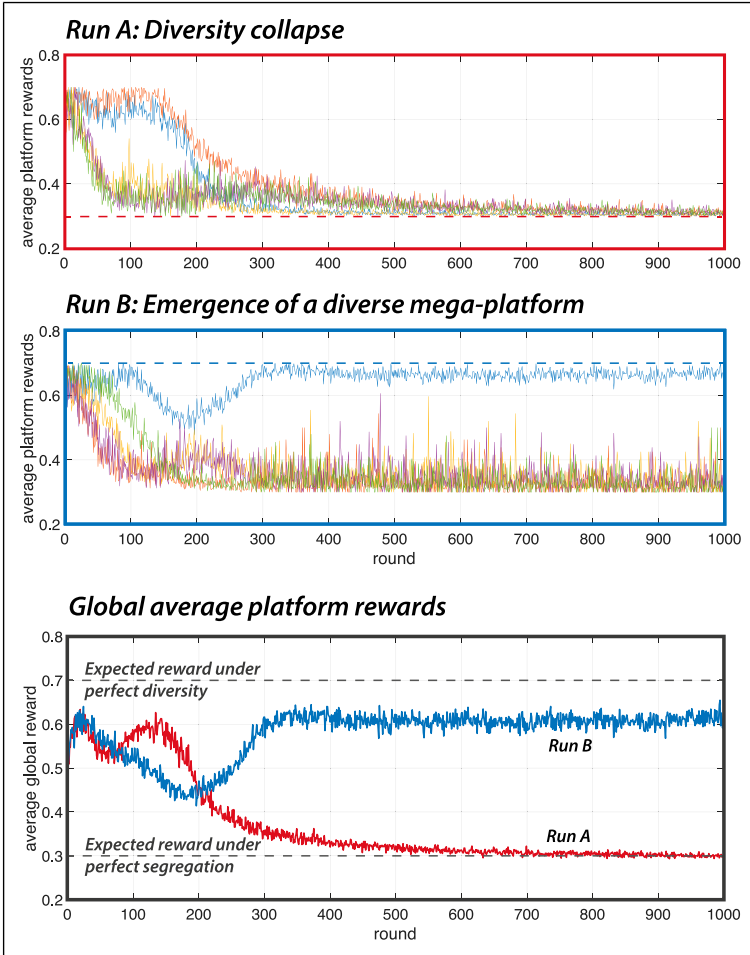 Run A: Diversity collapse
average platform rewards
0.8
0.6
0.4
0.2
0 100 200 300 400 500 600 700 800 900 1000
Run B: Emergence of a diverse mega-platform
average platform rewards
0.8
0.6
0.4
0.2
0 100 200 300 400 500 600 700 800 900 1000
round
Global average platform rewards
average global reward
0.8
0.7
0.6
0.5
0.4
0.3
0.2
Expected reward under
perfect diversity
Run B
Run A
Expected reward under
perfect segregation
0 100 200 300 400 500 600 700 800 900 1000
round